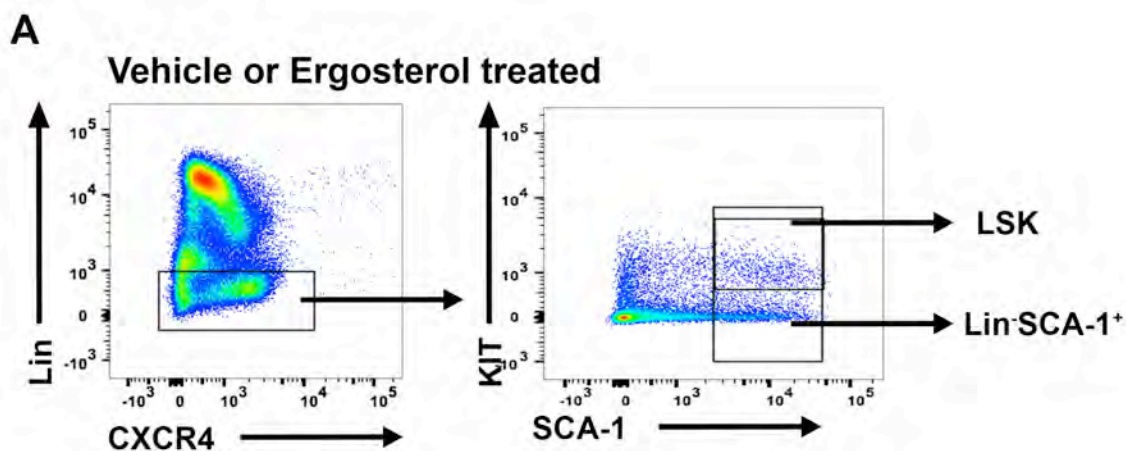 A
Vehicle or Ergosterol treated
Lin
10⁵
10⁴
10³
0
-10³
-10³ 0 10³ 10⁴ 10⁵
CXCR4
KIT
10⁵
10⁴
10³
0
-10³
-10³ 0 10³ 10⁴ 10⁵
SCA-1
LSK
Lin⁻SCA-1⁺